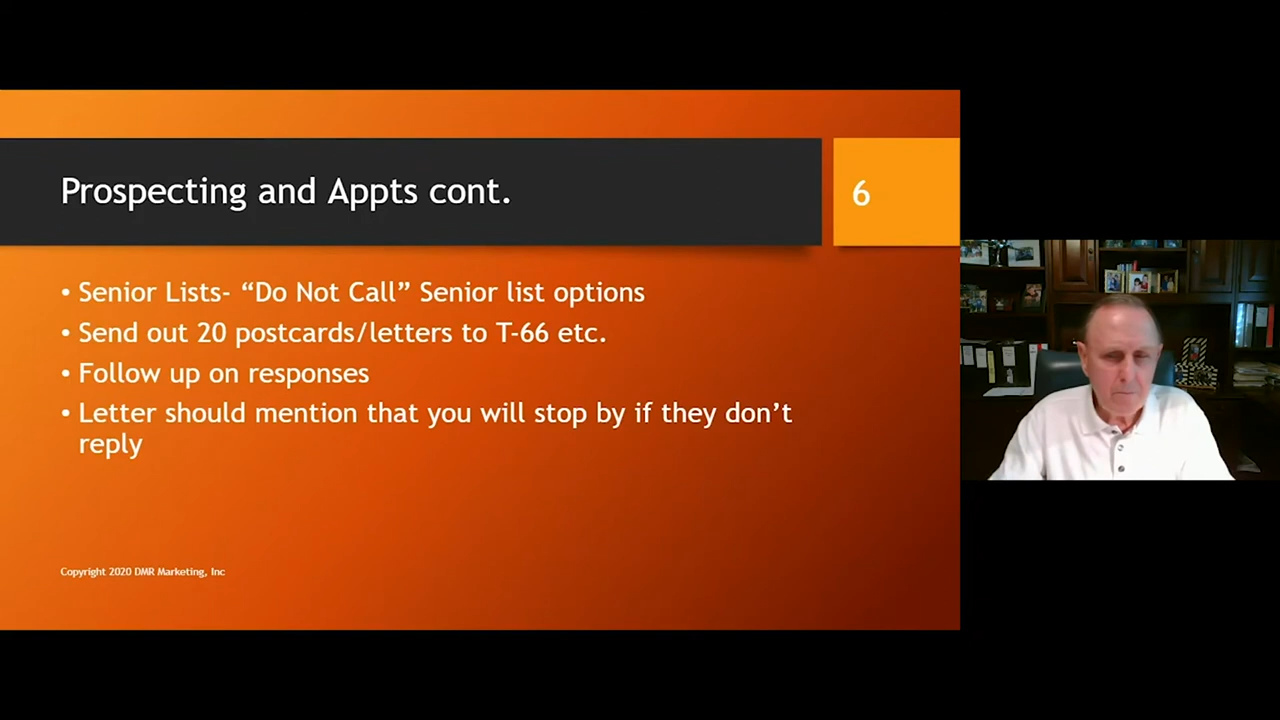 Prospecting and Appts cont.
6
• Senior Lists- “Do Not Call” Senior list options
• Send out 20 postcards/letters to T-66 etc.
• Follow up on responses
• Letter should mention that you will stop by if they don’t
reply
Copyright 2020 DMR Marketing, Inc